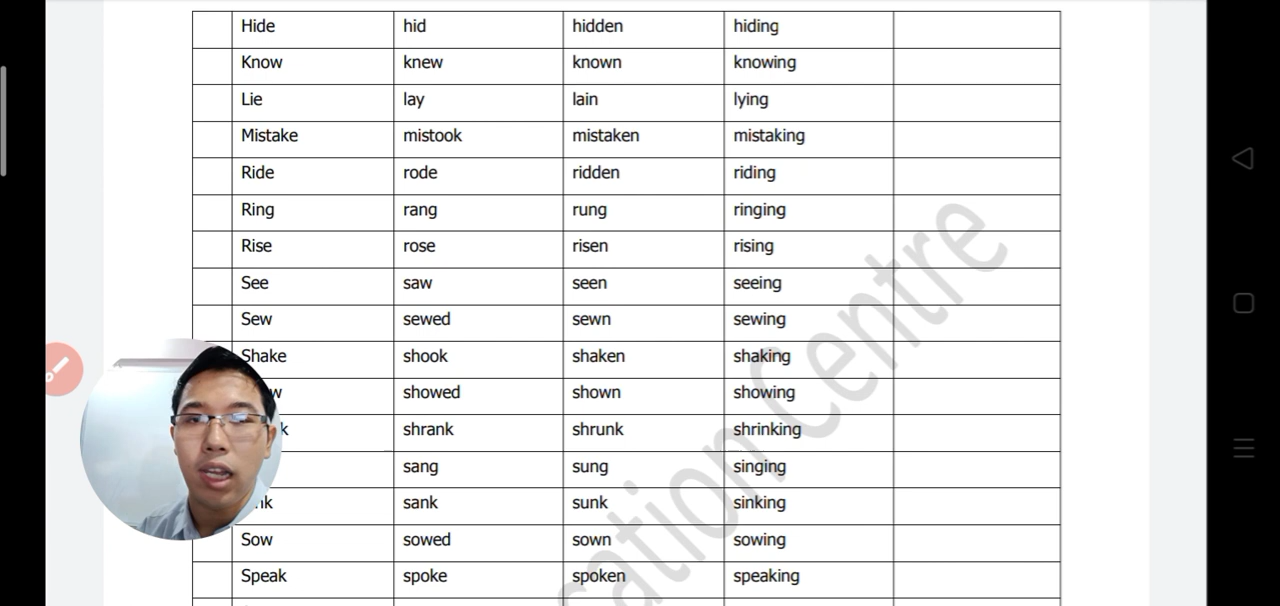 Hide hid hidden hiding
Know knew known knowing
Lie lay lain lying
Mistake mistook mistaken mistaking
Ride rode ridden riding
Ring rang rung ringing
Rise rose risen rising
See saw seen seeing
Sew sewed sewn sewing
Shake shook shaken shaking
showed shown showing
shrank shrunk shrinking
sang sung singing
sank sunk sinking
Sow sowed sown sowing
Speak spoke spoken speaking
Centre